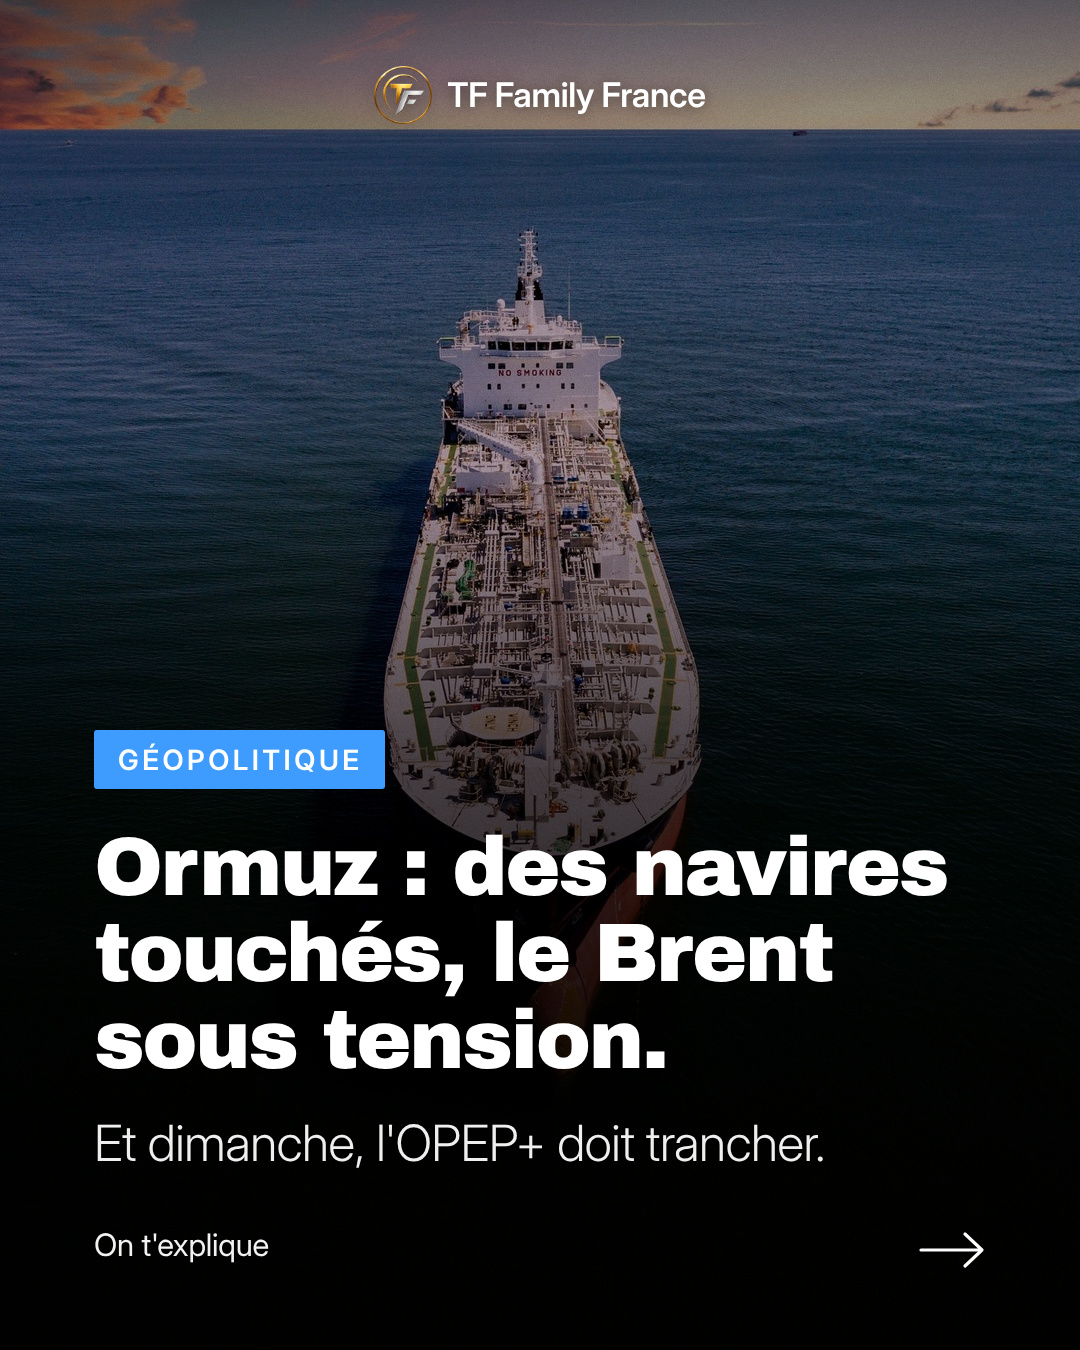 TF Family France
NO SMOKING
GÉOPOLITIQUE
Ormuz : des navires
touchés, le Brent
sous tension.
Et dimanche, l'OPEP+ doit trancher.
On t'explique